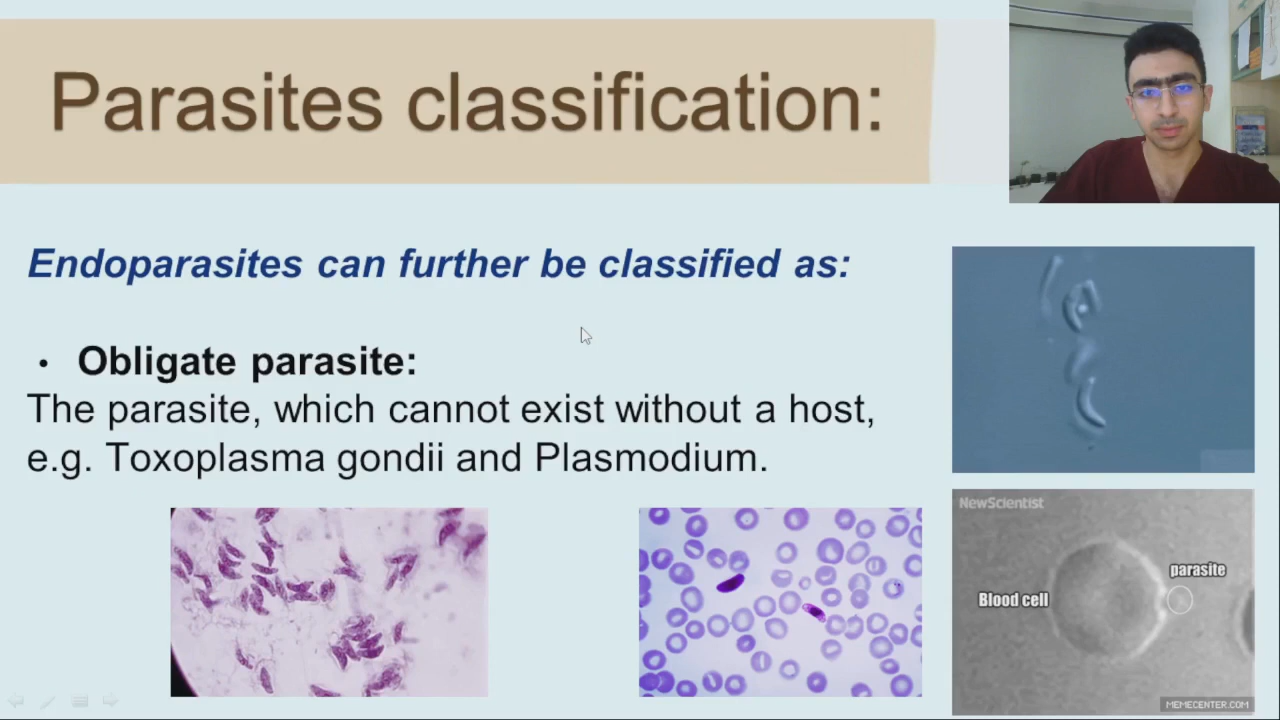 Parasites classification:
Endoparasites can further be classified as:
• Obligate parasite:
The parasite, which cannot exist without a host,
e.g. Toxoplasma gondii and Plasmodium.
NewScientist
parasite
Blood cell
MEMECENTER.COM